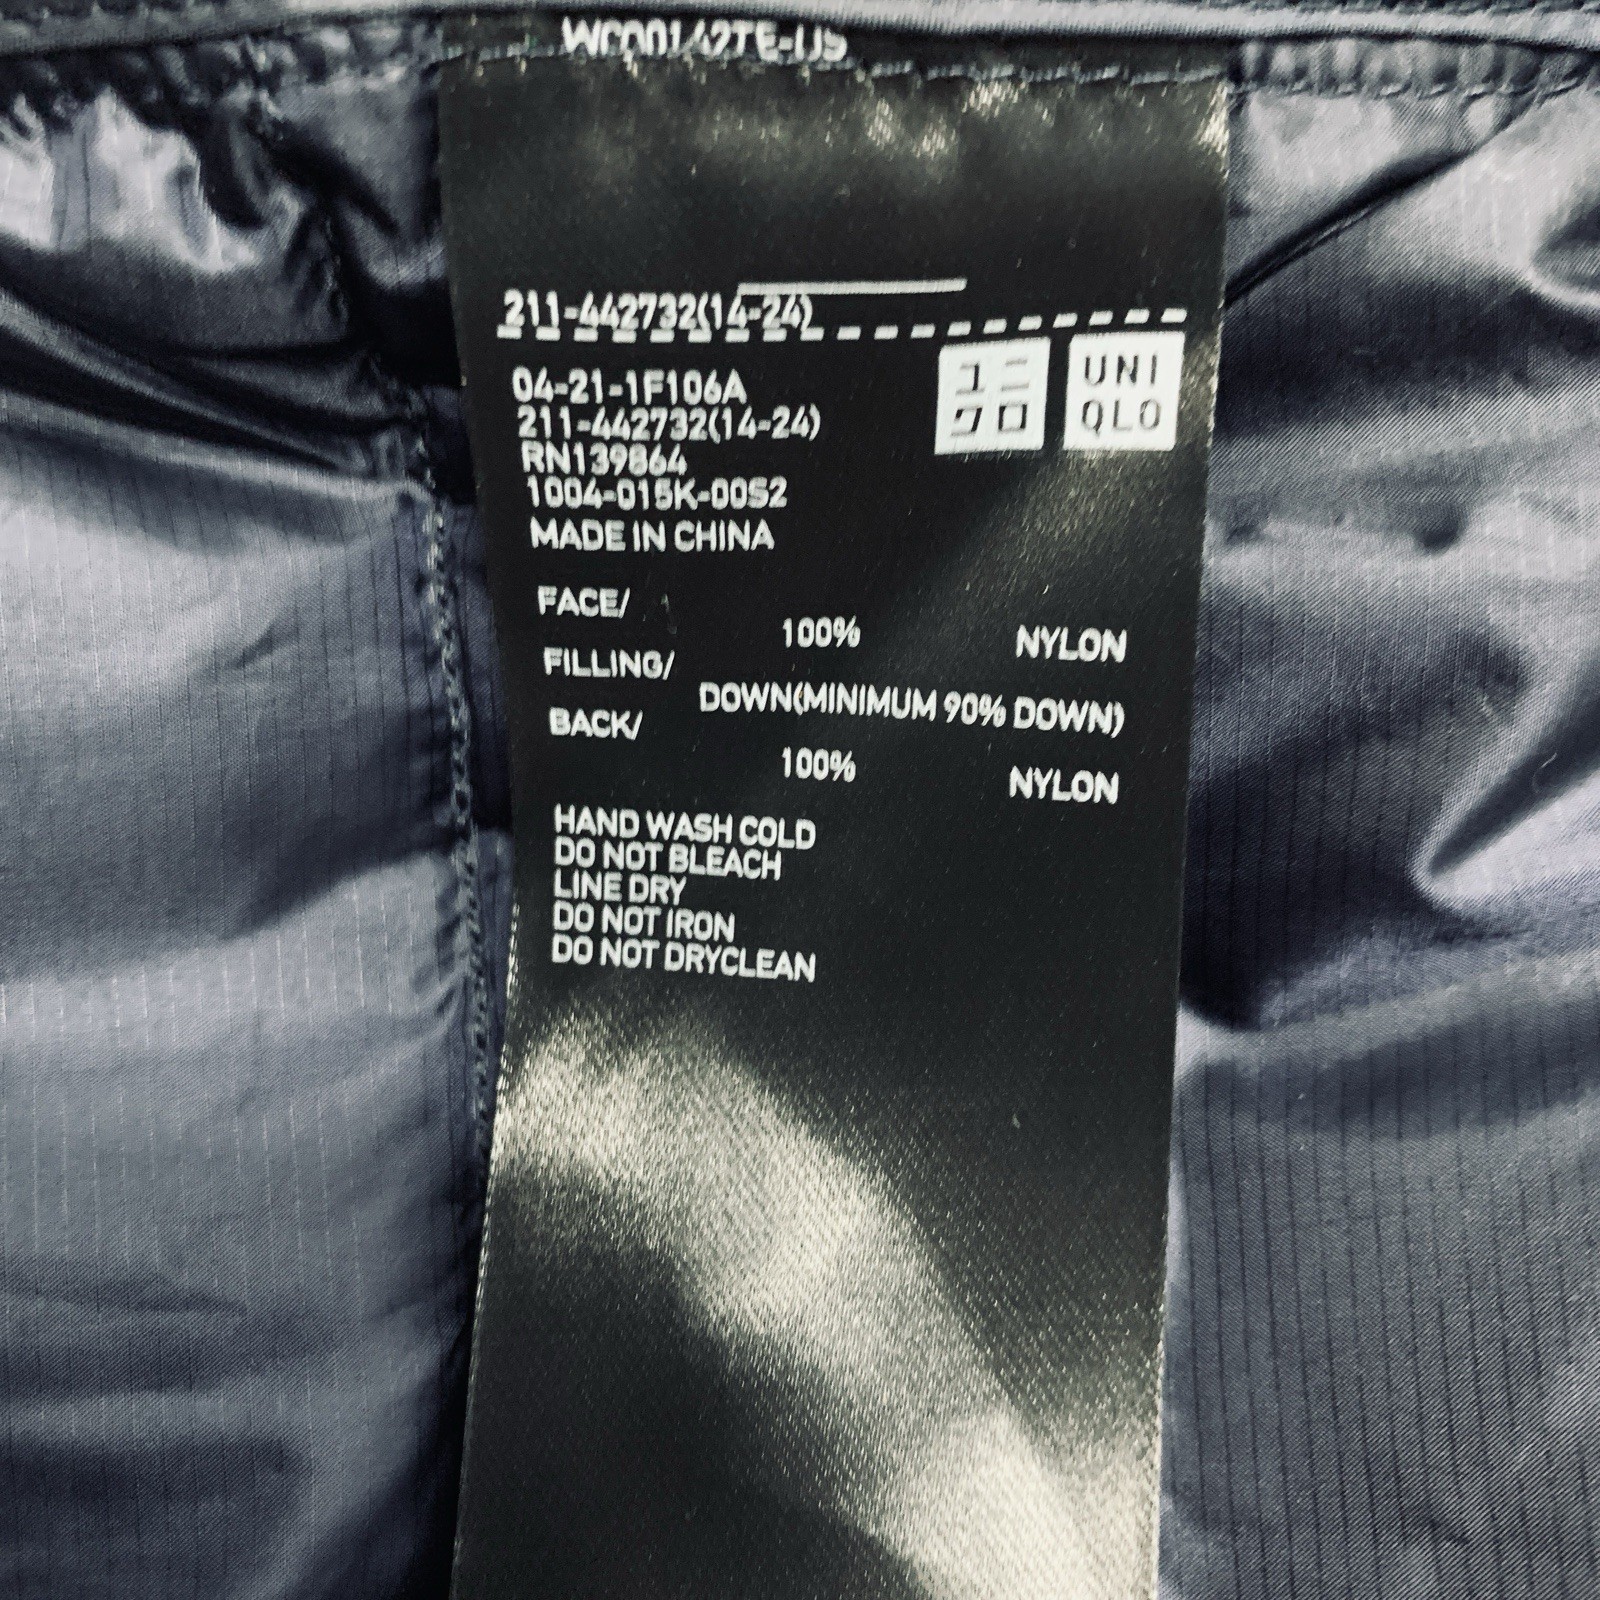 WC00142TE-US
211-442732(14-24)
ユニ
クロ
UNI
QLO
04-21-1F106A
211-442732(14-24)
RN139864
1004-015K-00S2
MADE IN CHINA
FACE/
100% NYLON
FILLING/
DOWN(MINIMUM 90% DOWN)
BACK/
100% NYLON
HAND WASH COLD
DO NOT BLEACH
LINE DRY
DO NOT IRON
DO NOT DRYCLEAN